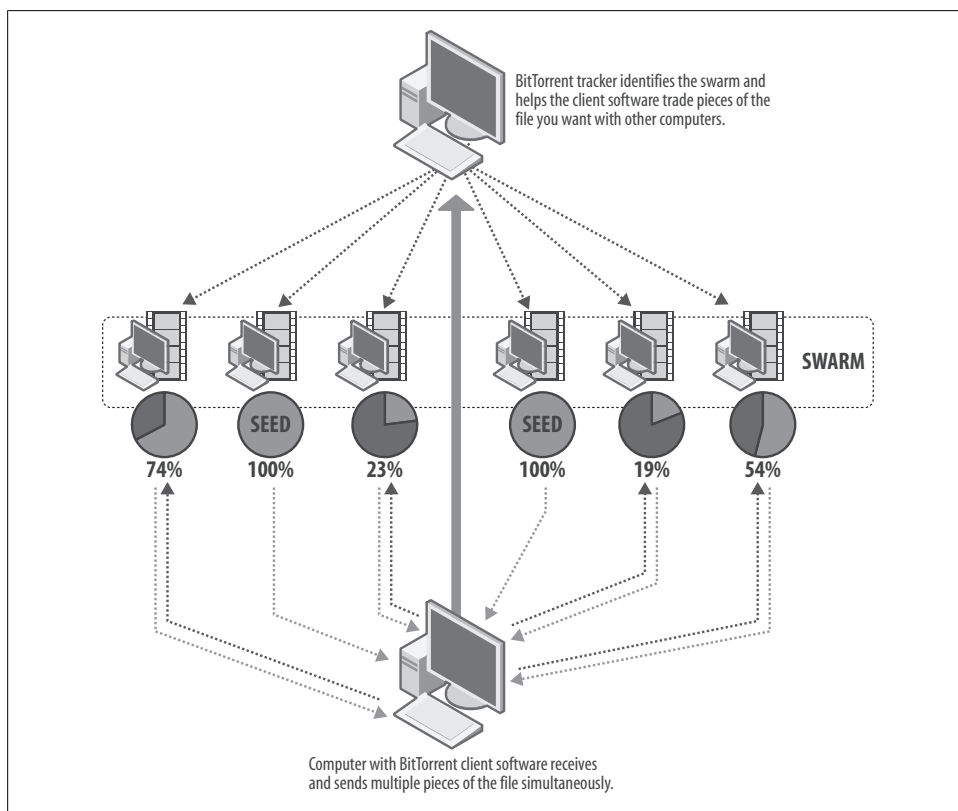 BitTorrent tracker identifies the swarm and
helps the client software trade pieces of the
file you want with other computers.
SWARM
SEED
SEED
74%
100%
23%
100%
19%
54%
Computer with BitTorrent client software receives
and sends multiple pieces of the file simultaneously.